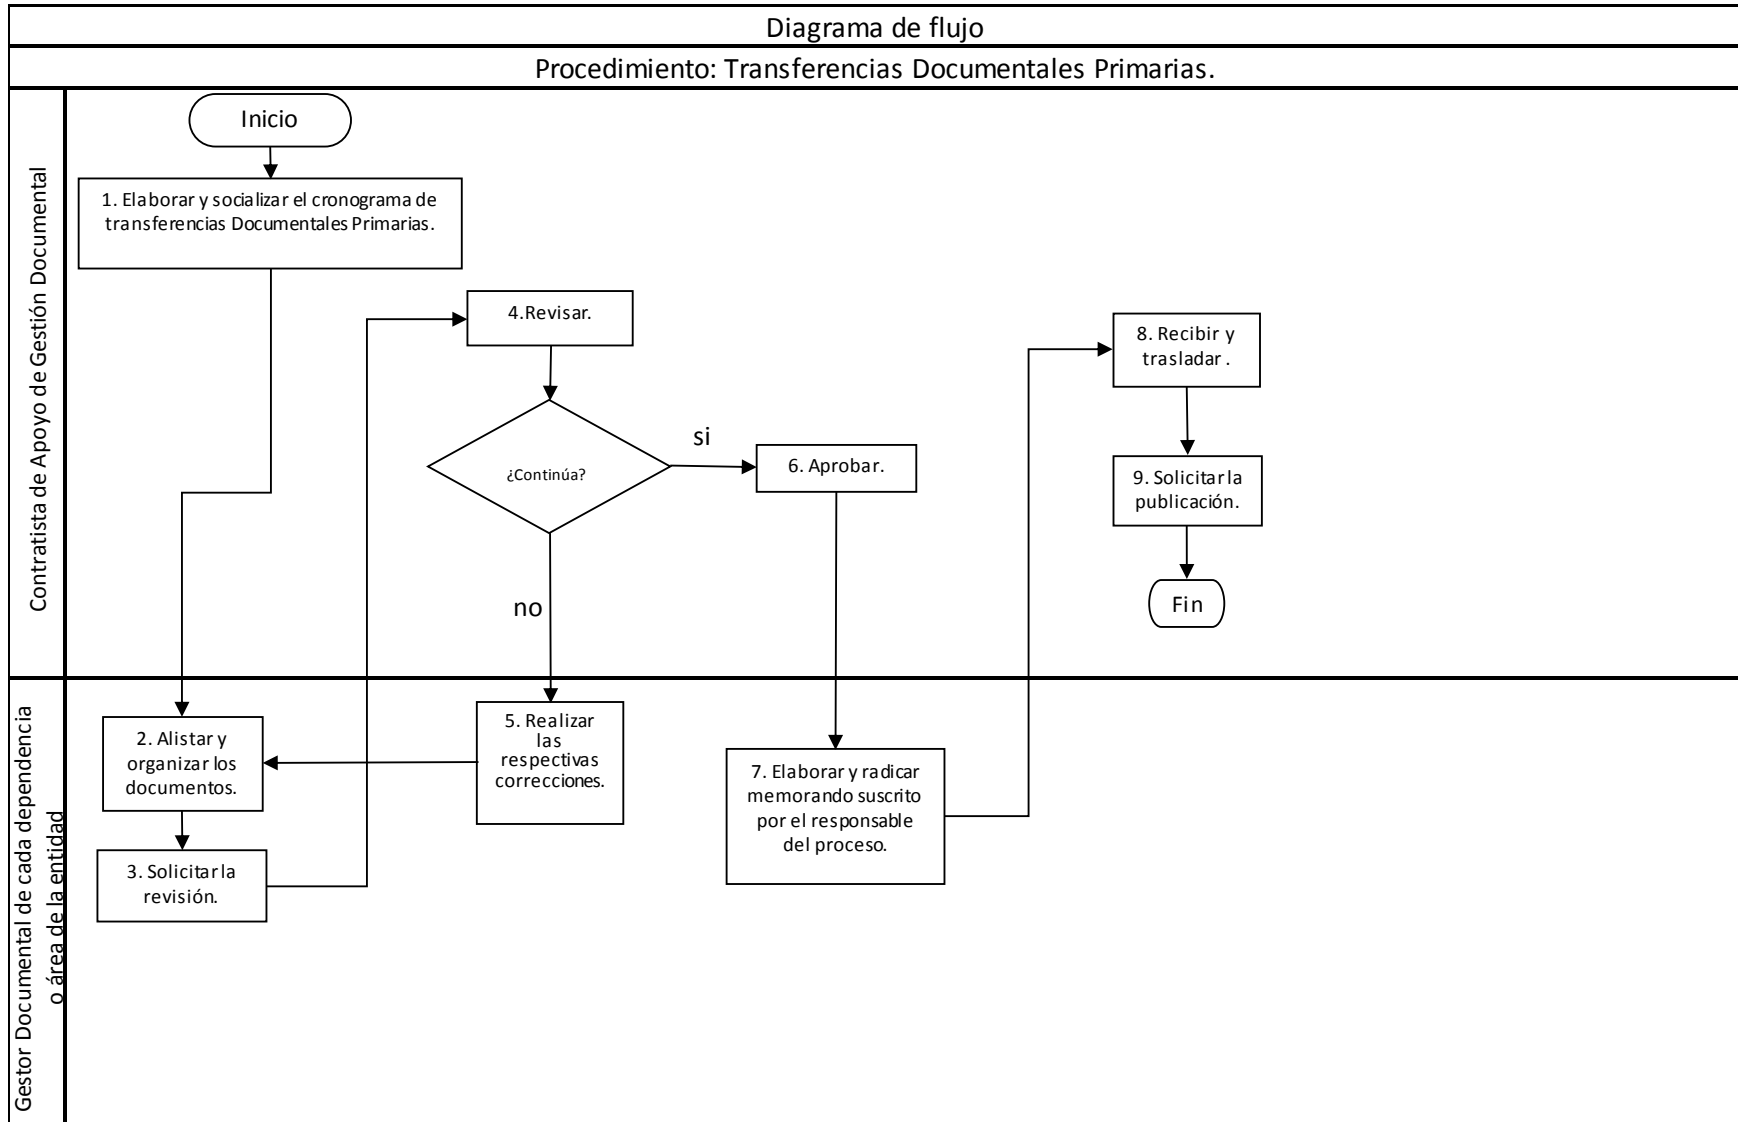 Diagrama de flujo
Procedimiento: Transferencias Documentales Primarias.
Contratista de Apoyo de Gestión Documental
Inicio
1. Elaborar y socializar el cronograma de
transferencias Documentales Primarias.
4.Revisar.
¿Continúa?
si
no
6. Aprobar.
8. Recibir y
trasladar .
9. Solicitar la
publicación.
Fin
Gestor Documental de cada dependencia
o área de la entidad
2. Alistar y
organizar los
documentos.
3. Solicitar la
revisión.
5. Realizar
las
respectivas
correcciones.
7. Elaborar y radicar
memorando suscrito
por el responsable
del proceso.